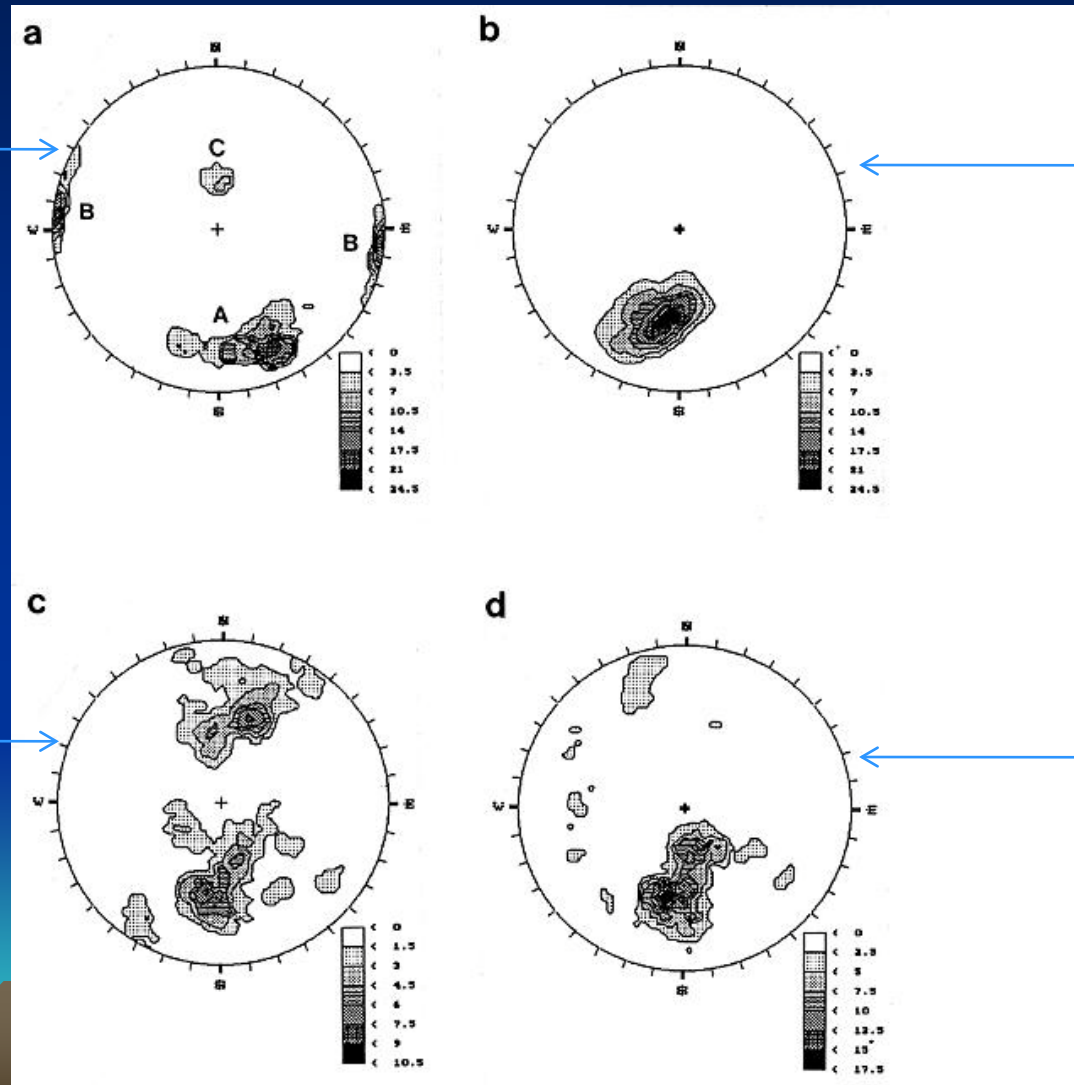 a
N
C
W
B
B
E
A
S
< 0
< 3.5
< 7
< 10.5
< 14
< 17.5
< 21
< 24.5
b
N
W
E
S
< 0
< 3.5
< 7
< 10.5
< 14
< 17.5
< 21
< 24.5
c
N
W
E
S
< 0
< 1.5
< 3
< 4.5
< 6
< 7.5
< 9
< 10.5
d
N
W
E
S
< 0
< 2.5
< 5
< 7.5
< 10
< 12.5
< 15
< 17.5